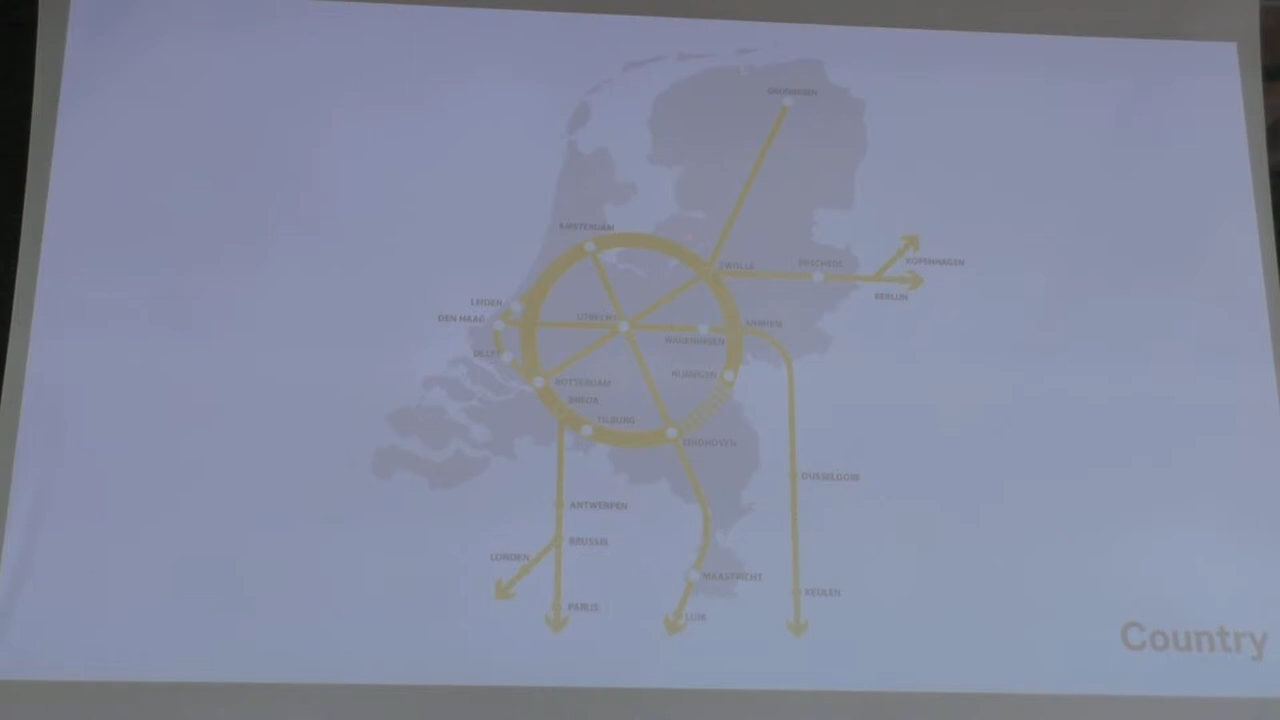 GRONINGEN
AMSTERDAM
ZWOLLE
ENSCHEDE
KOPENHAGEN
BERLIJN
LEIDEN
DEN HAAG
UTRECHT
ARNHEM
WAGENINGEN
DELFT
NIJMEGEN
ROTTERDAM
BREDA
TILBURG
EINDHOVEN
DUSSELDORF
ANTWERPEN
BRUSSEL
LONDEN
MAASTRICHT
KEULEN
PARIJS
LUIK
Country